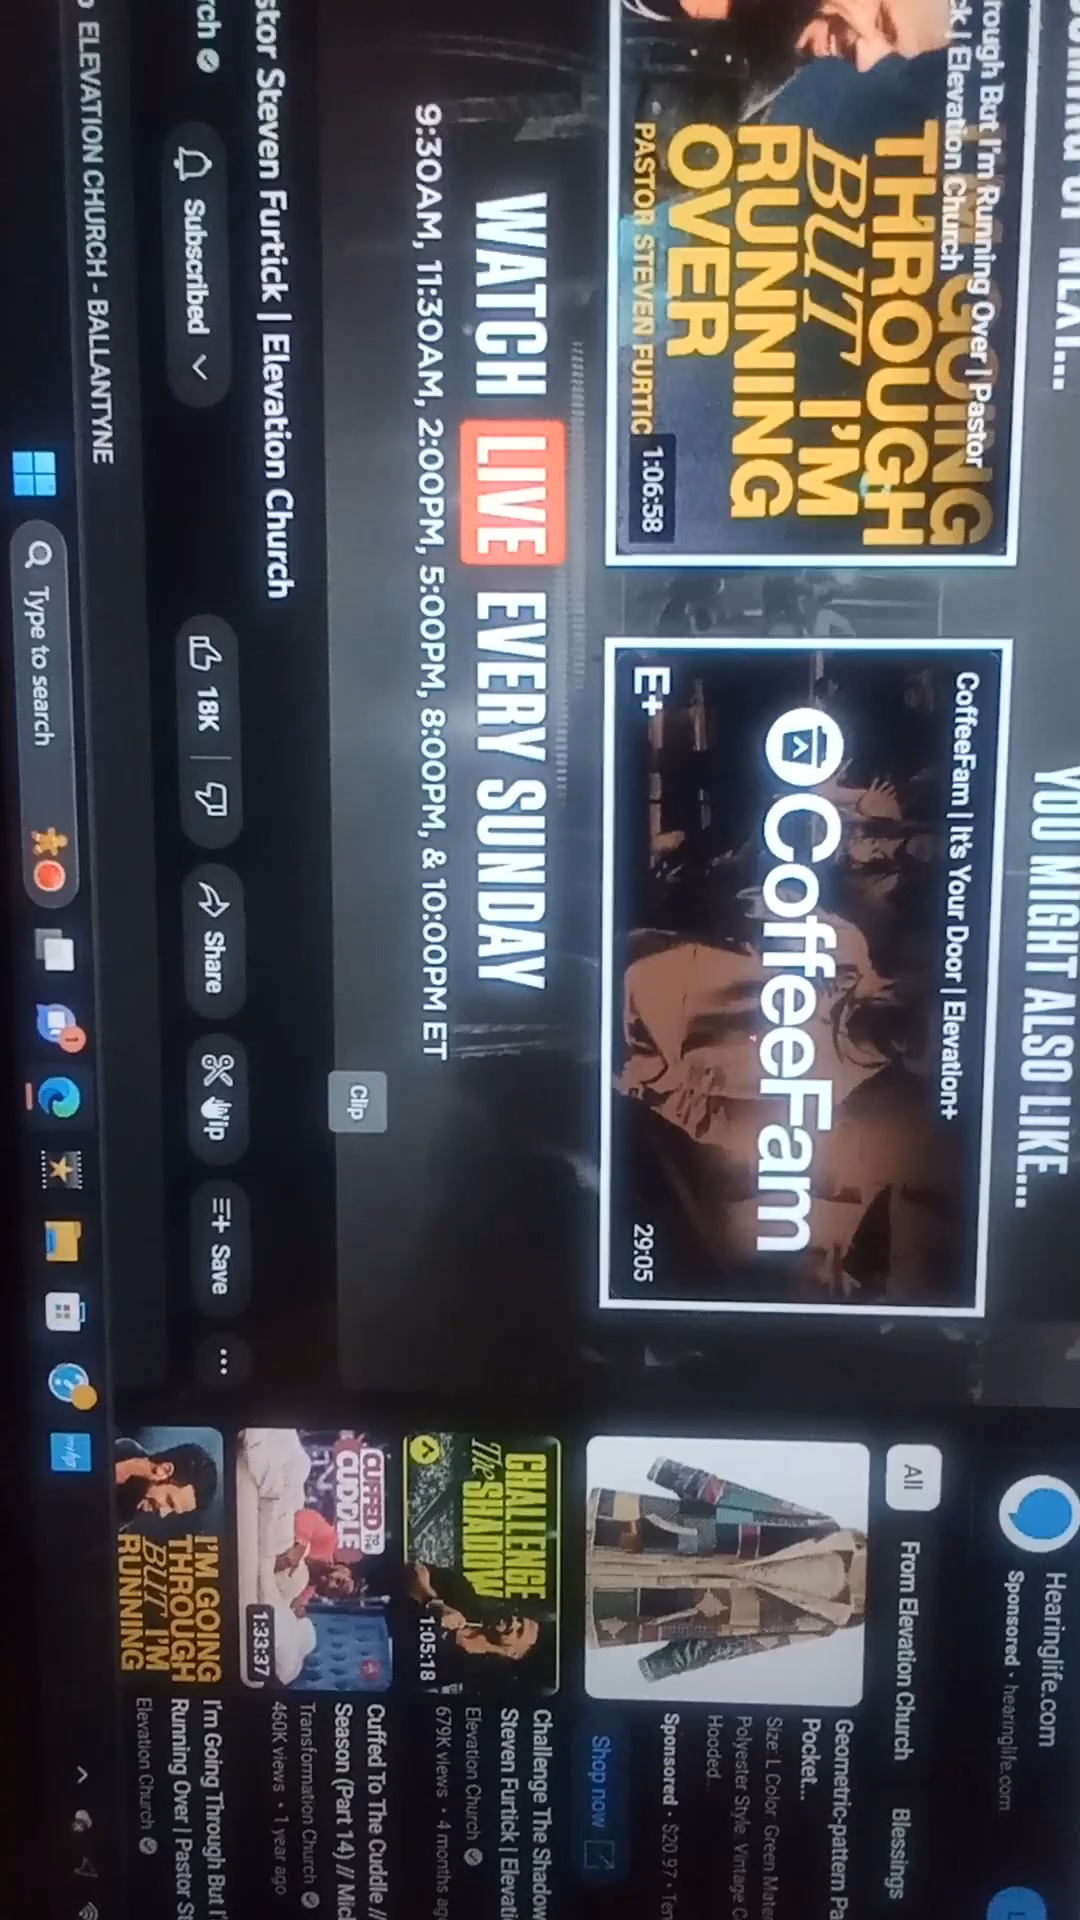 YOU MIGHT ALSO LIKE...
rough But I'm Running Over | Pastor
ck | Elevation Church
GOING
THROUGH
BUT I'M
RUNNING
OVER
PASTOR STEVEN FURTIC
1:06:58
CoffeeFam | It's Your Door | Elevation+
CoffeeFam
E+
29:05
WATCH LIVE EVERY SUNDAY
9:30AM, 11:30AM, 2:00PM, 5:00PM, 8:00PM, & 10:00PM ET
Clip
stor Steven Furtick | Elevation Church
rch
Subscribed
18K
Share
ip
Save
...
ELEVATION CHURCH - BALLANTYNE
Type to search
1
mhp
Hearinglife.com
Sponsored · hearinglife.com
All
From Elevation Church
Blessings
Geometric-pattern Pa
Pocket...
Size: L Color: Green Mater
Polyester Style: Vintage C
Hooded...
Sponsored · $20.97 · Tem
Shop now
CHALLENGE
The SHADOW
1:05:18
Challenge The Shadow
Steven Furtick | Elevati
Elevation Church
679K views · 4 months ag
CUFFED
TO THE
CUDDLE
1:33:37
Cuffed To The Cuddle //
Season (Part 14) // Mich
Transformation Church
460K views · 1 year ago
I'M GOING
THROUGH
BUT I'M
RUNNING
I'm Going Through But I'
Running Over | Pastor St
Elevation Church